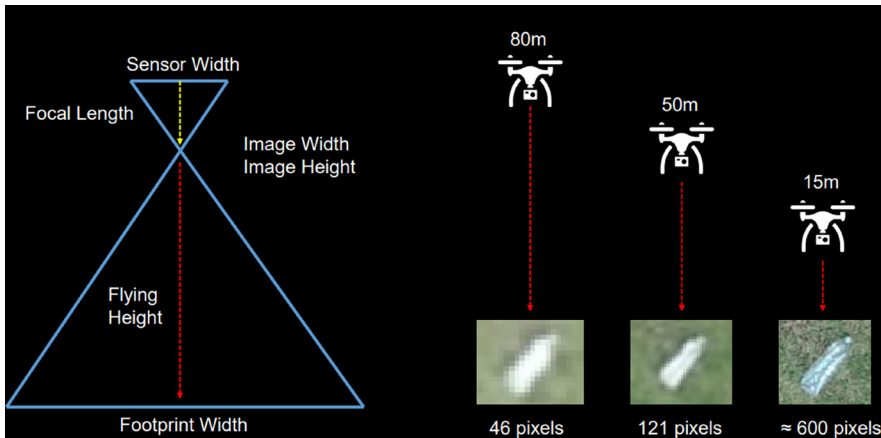 Sensor Width
Focal Length
Image Width
Image Height
Flying
Height
Footprint Width
80m
50m
15m
46 pixels
121 pixels
≈ 600 pixels